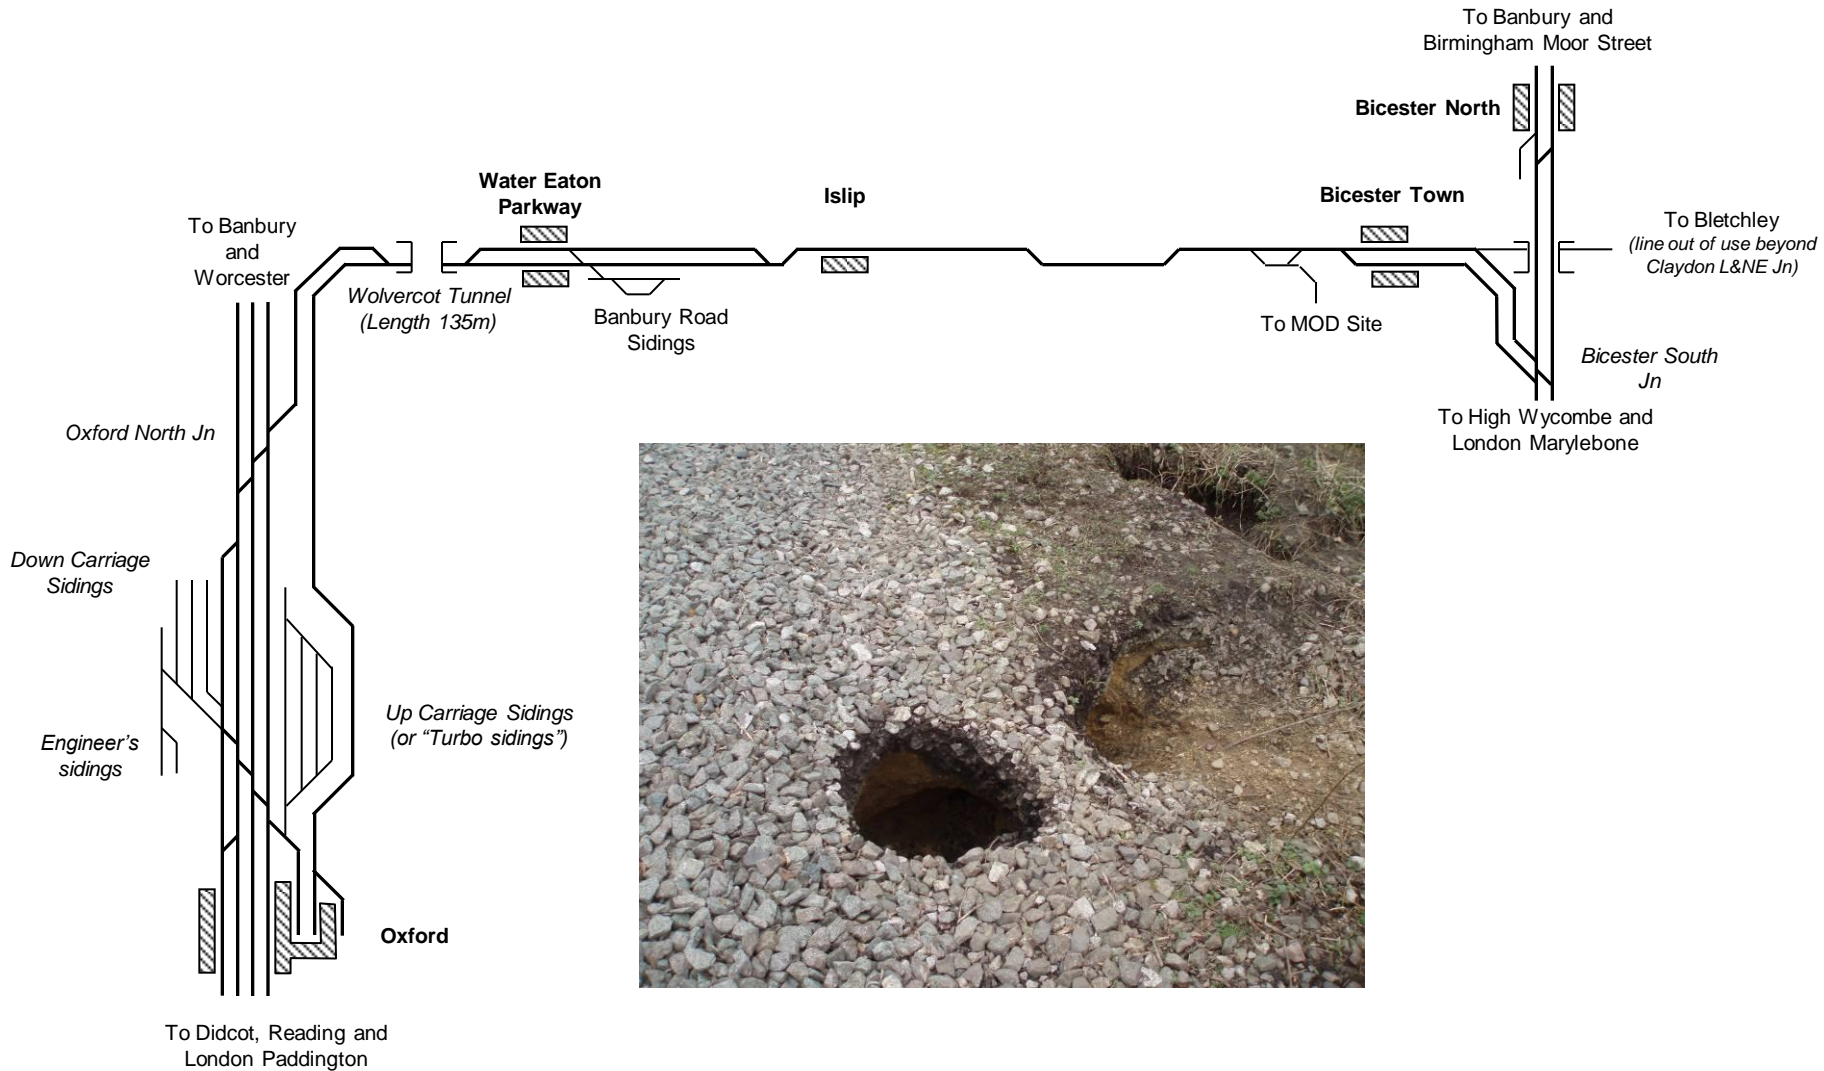 To Banbury and
Birmingham Moor Street
Bicester North
Water Eaton
Parkway
Islip
Bicester Town
To Banbury
and
Worcester
To Bletchley
(line out of use beyond
Claydon L&NE Jn)
Wolvercot Tunnel
(Length 135m)
Banbury Road
Sidings
To MOD Site
Bicester South
Jn
To High Wycombe and
London Marylebone
Oxford North Jn
Down Carriage
Sidings
Up Carriage Sidings
(or “Turbo sidings”)
Engineer’s
sidings
Oxford
To Didcot, Reading and
London Paddington